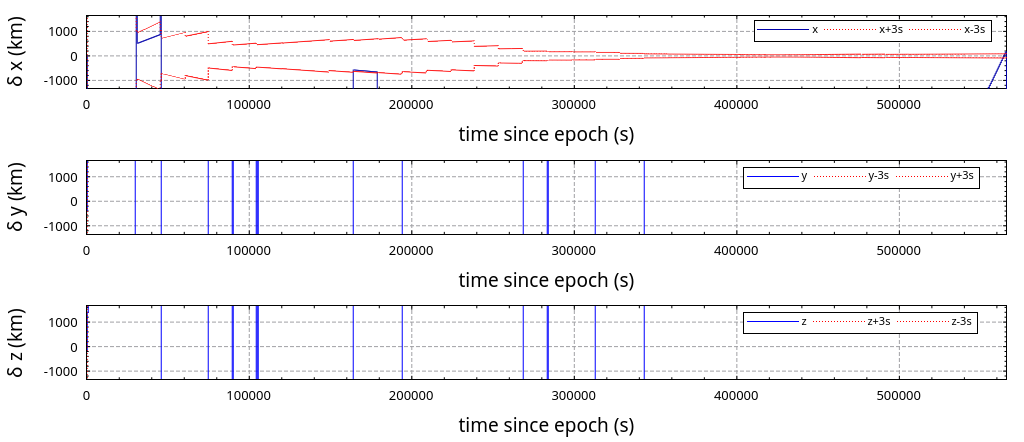 δ x (km)
1000
0
-1000
x x+3s x-3s
0 100000 200000 300000 400000 500000
time since epoch (s)
δ y (km)
1000
0
-1000
y y-3s y+3s
0 100000 200000 300000 400000 500000
time since epoch (s)
δ z (km)
1000
0
-1000
z z+3s z-3s
0 100000 200000 300000 400000 500000
time since epoch (s)